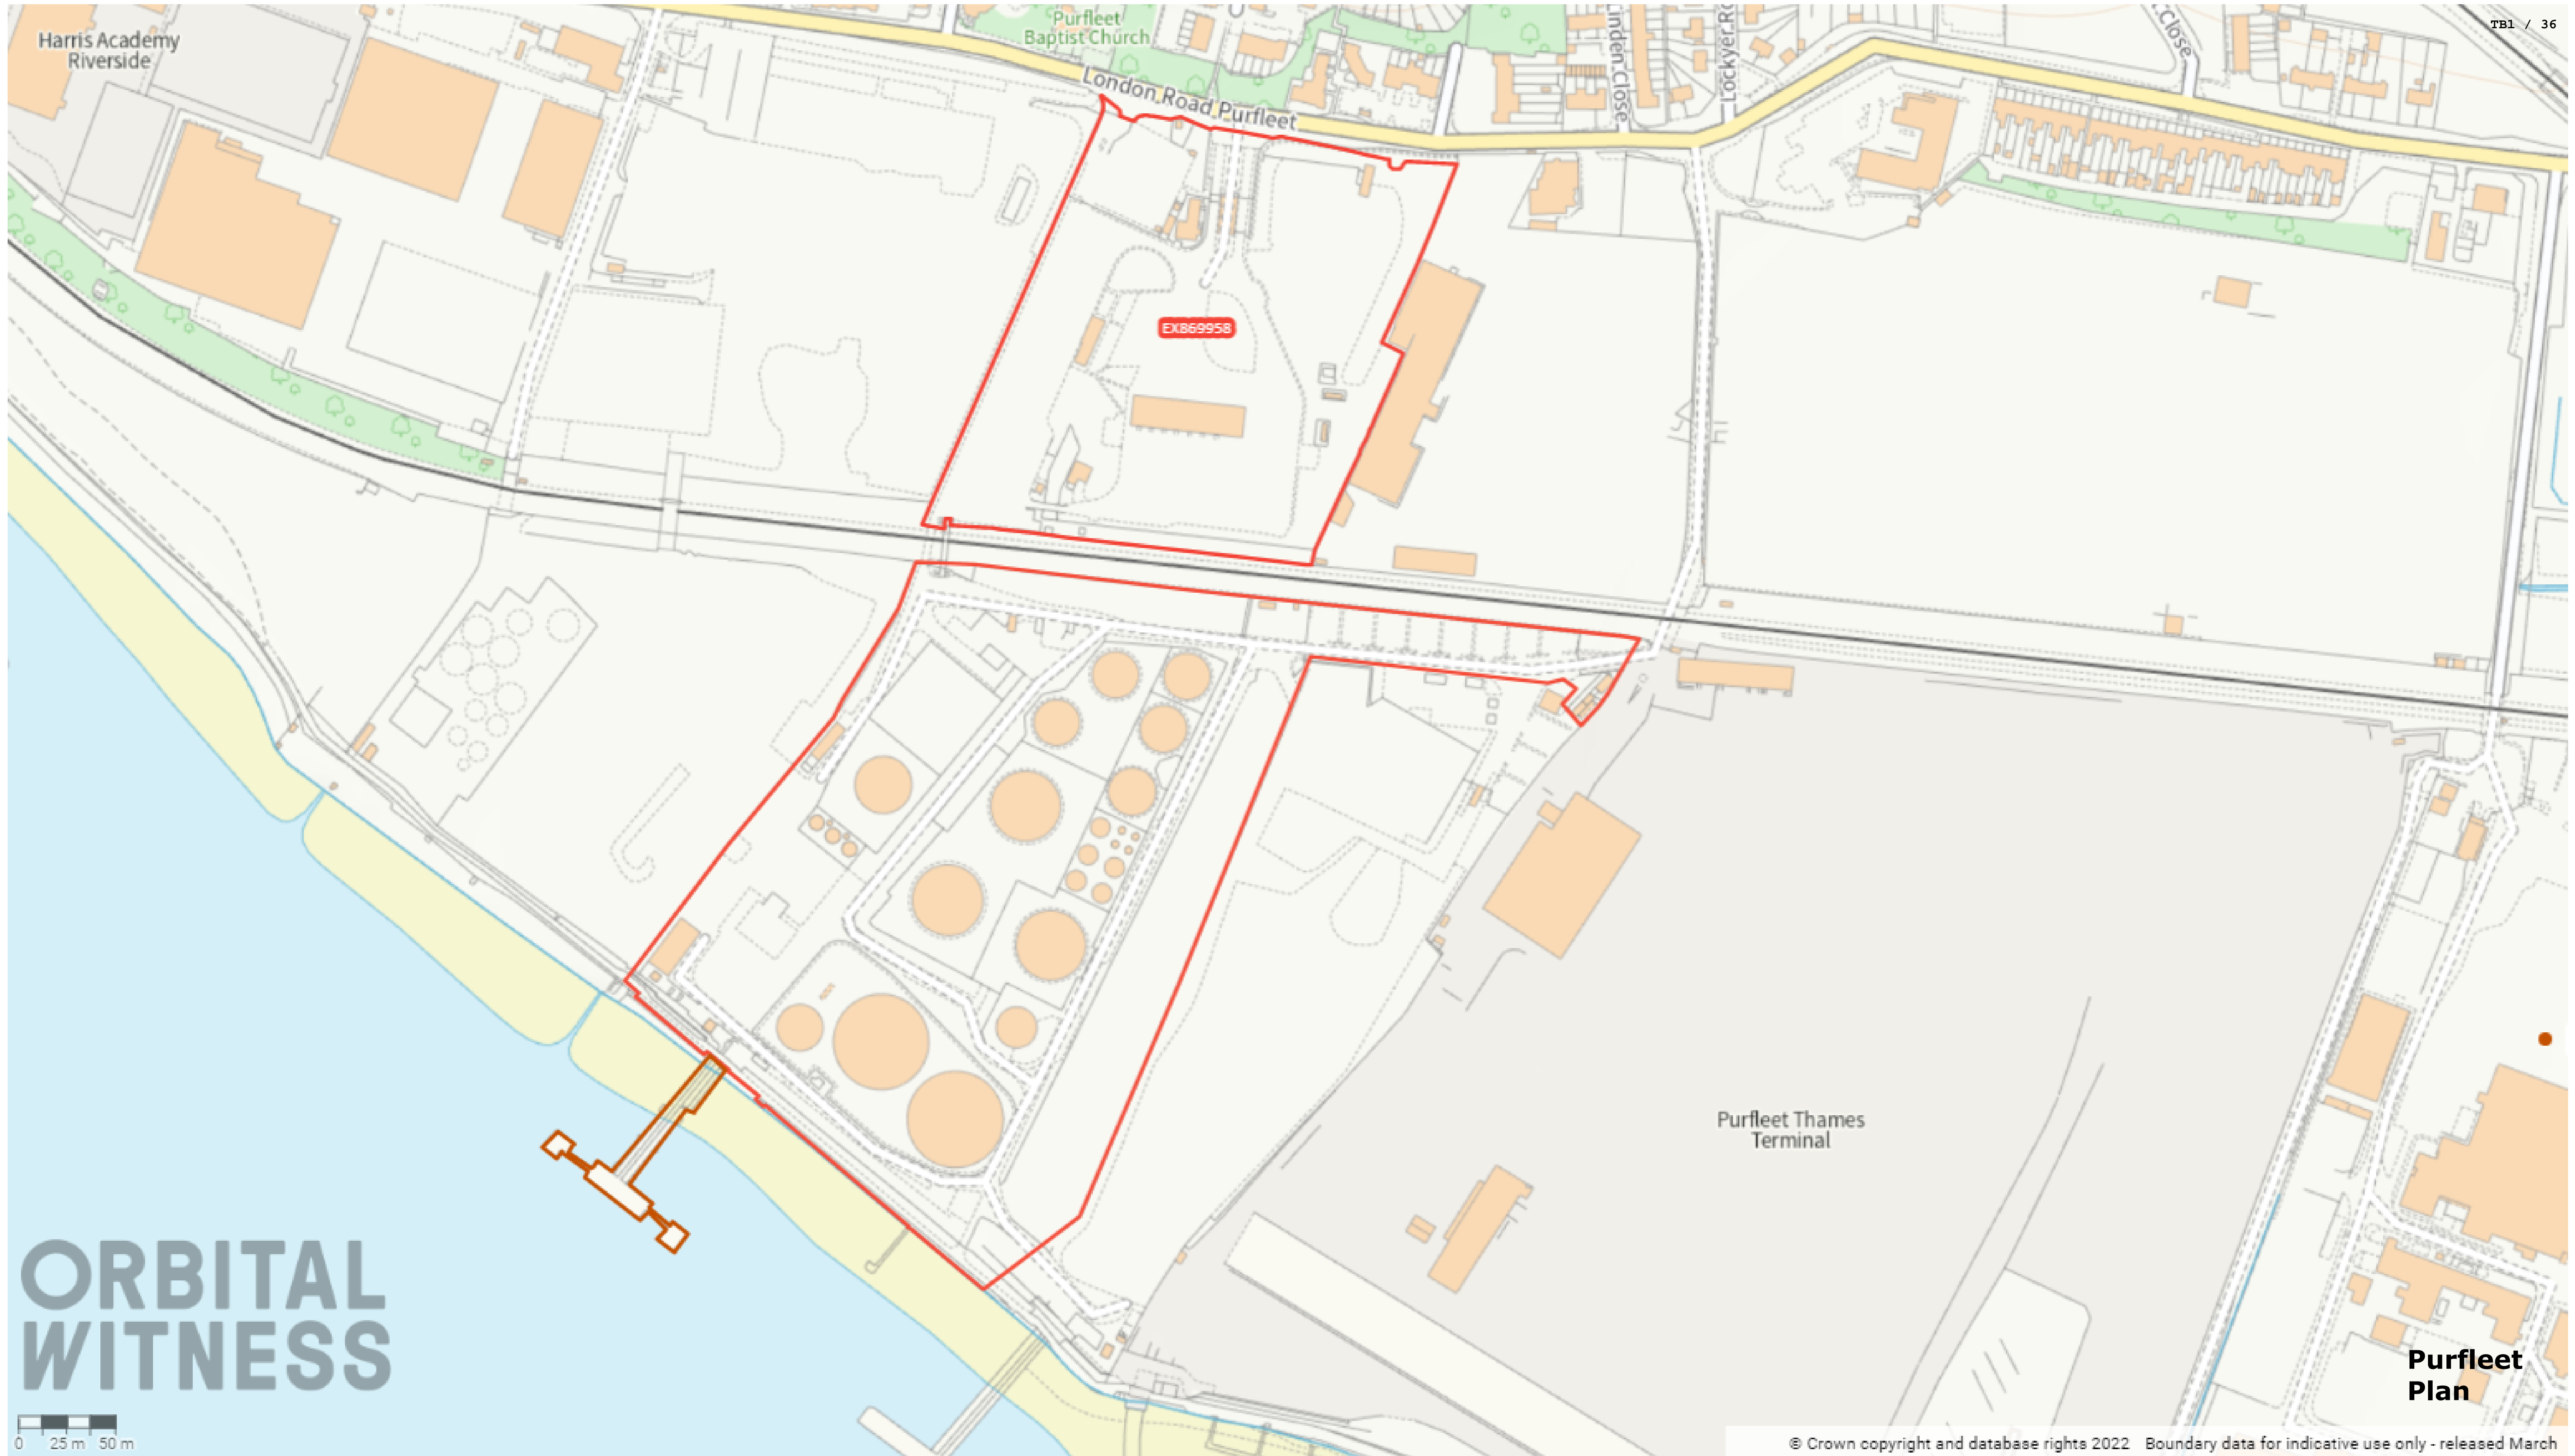 TB1 / 36
Harris Academy
Riverside
Purfleet
Baptist Church
London Road Purfleet
Linden Close
Close
EX869958
Purfleet Thames
Terminal
ORBITAL
WITNESS
Purfleet
Plan
0 25 m 50 m
© Crown copyright and database rights 2022 Boundary data for indicative use only - released March